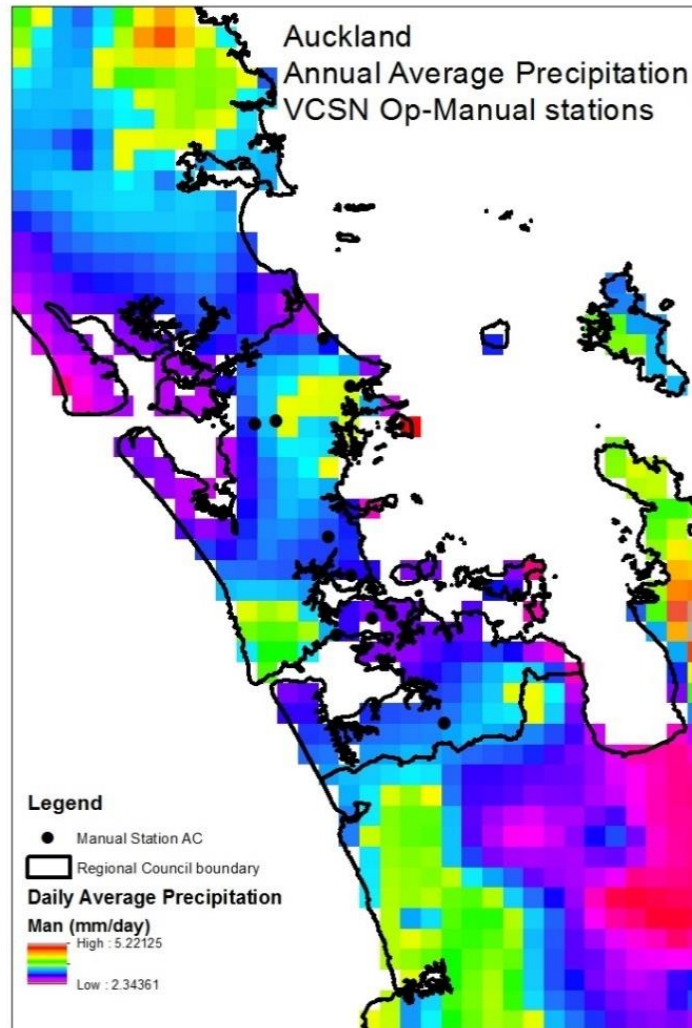 Auckland
Annual Average Precipitation
VCSN Op-Manual stations
Legend
Manual Station AC
Regional Council boundary
Daily Average Precipitation
Man (mm/day)
High : 5.22125
Low : 2.34361